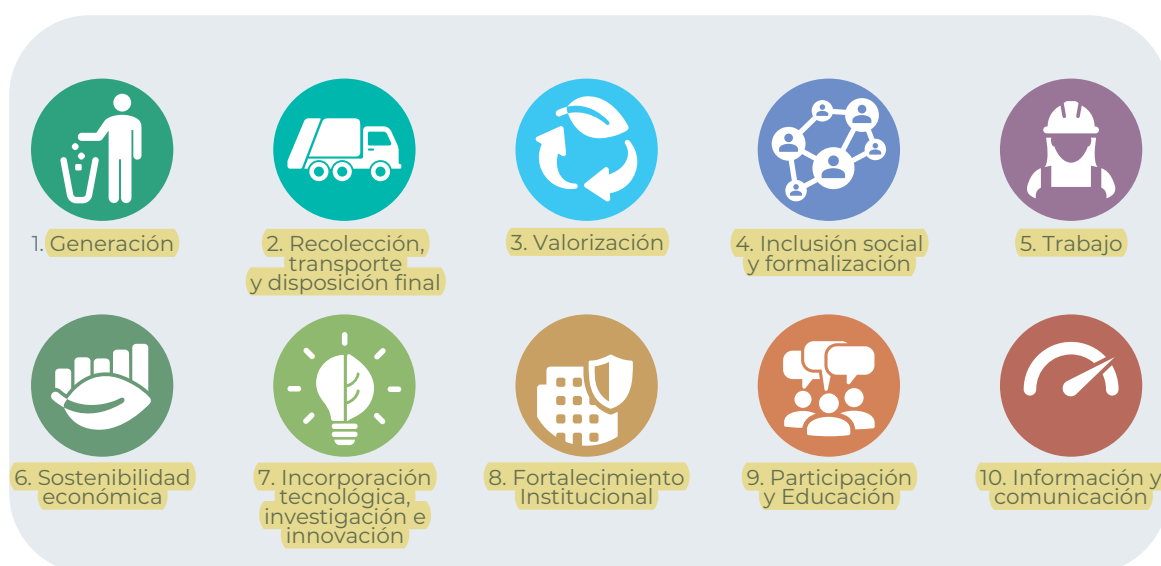 1. Generación
2. Recolección,
transporte
y disposición final
3. Valorización
4. Inclusión social
y formalización
5. Trabajo
6. Sostenibilidad
económica
7. Incorporación
tecnológica,
investigación e
innovación
8. Fortalecimiento
Institucional
9. Participación
y Educación
10. Información y
comunicación